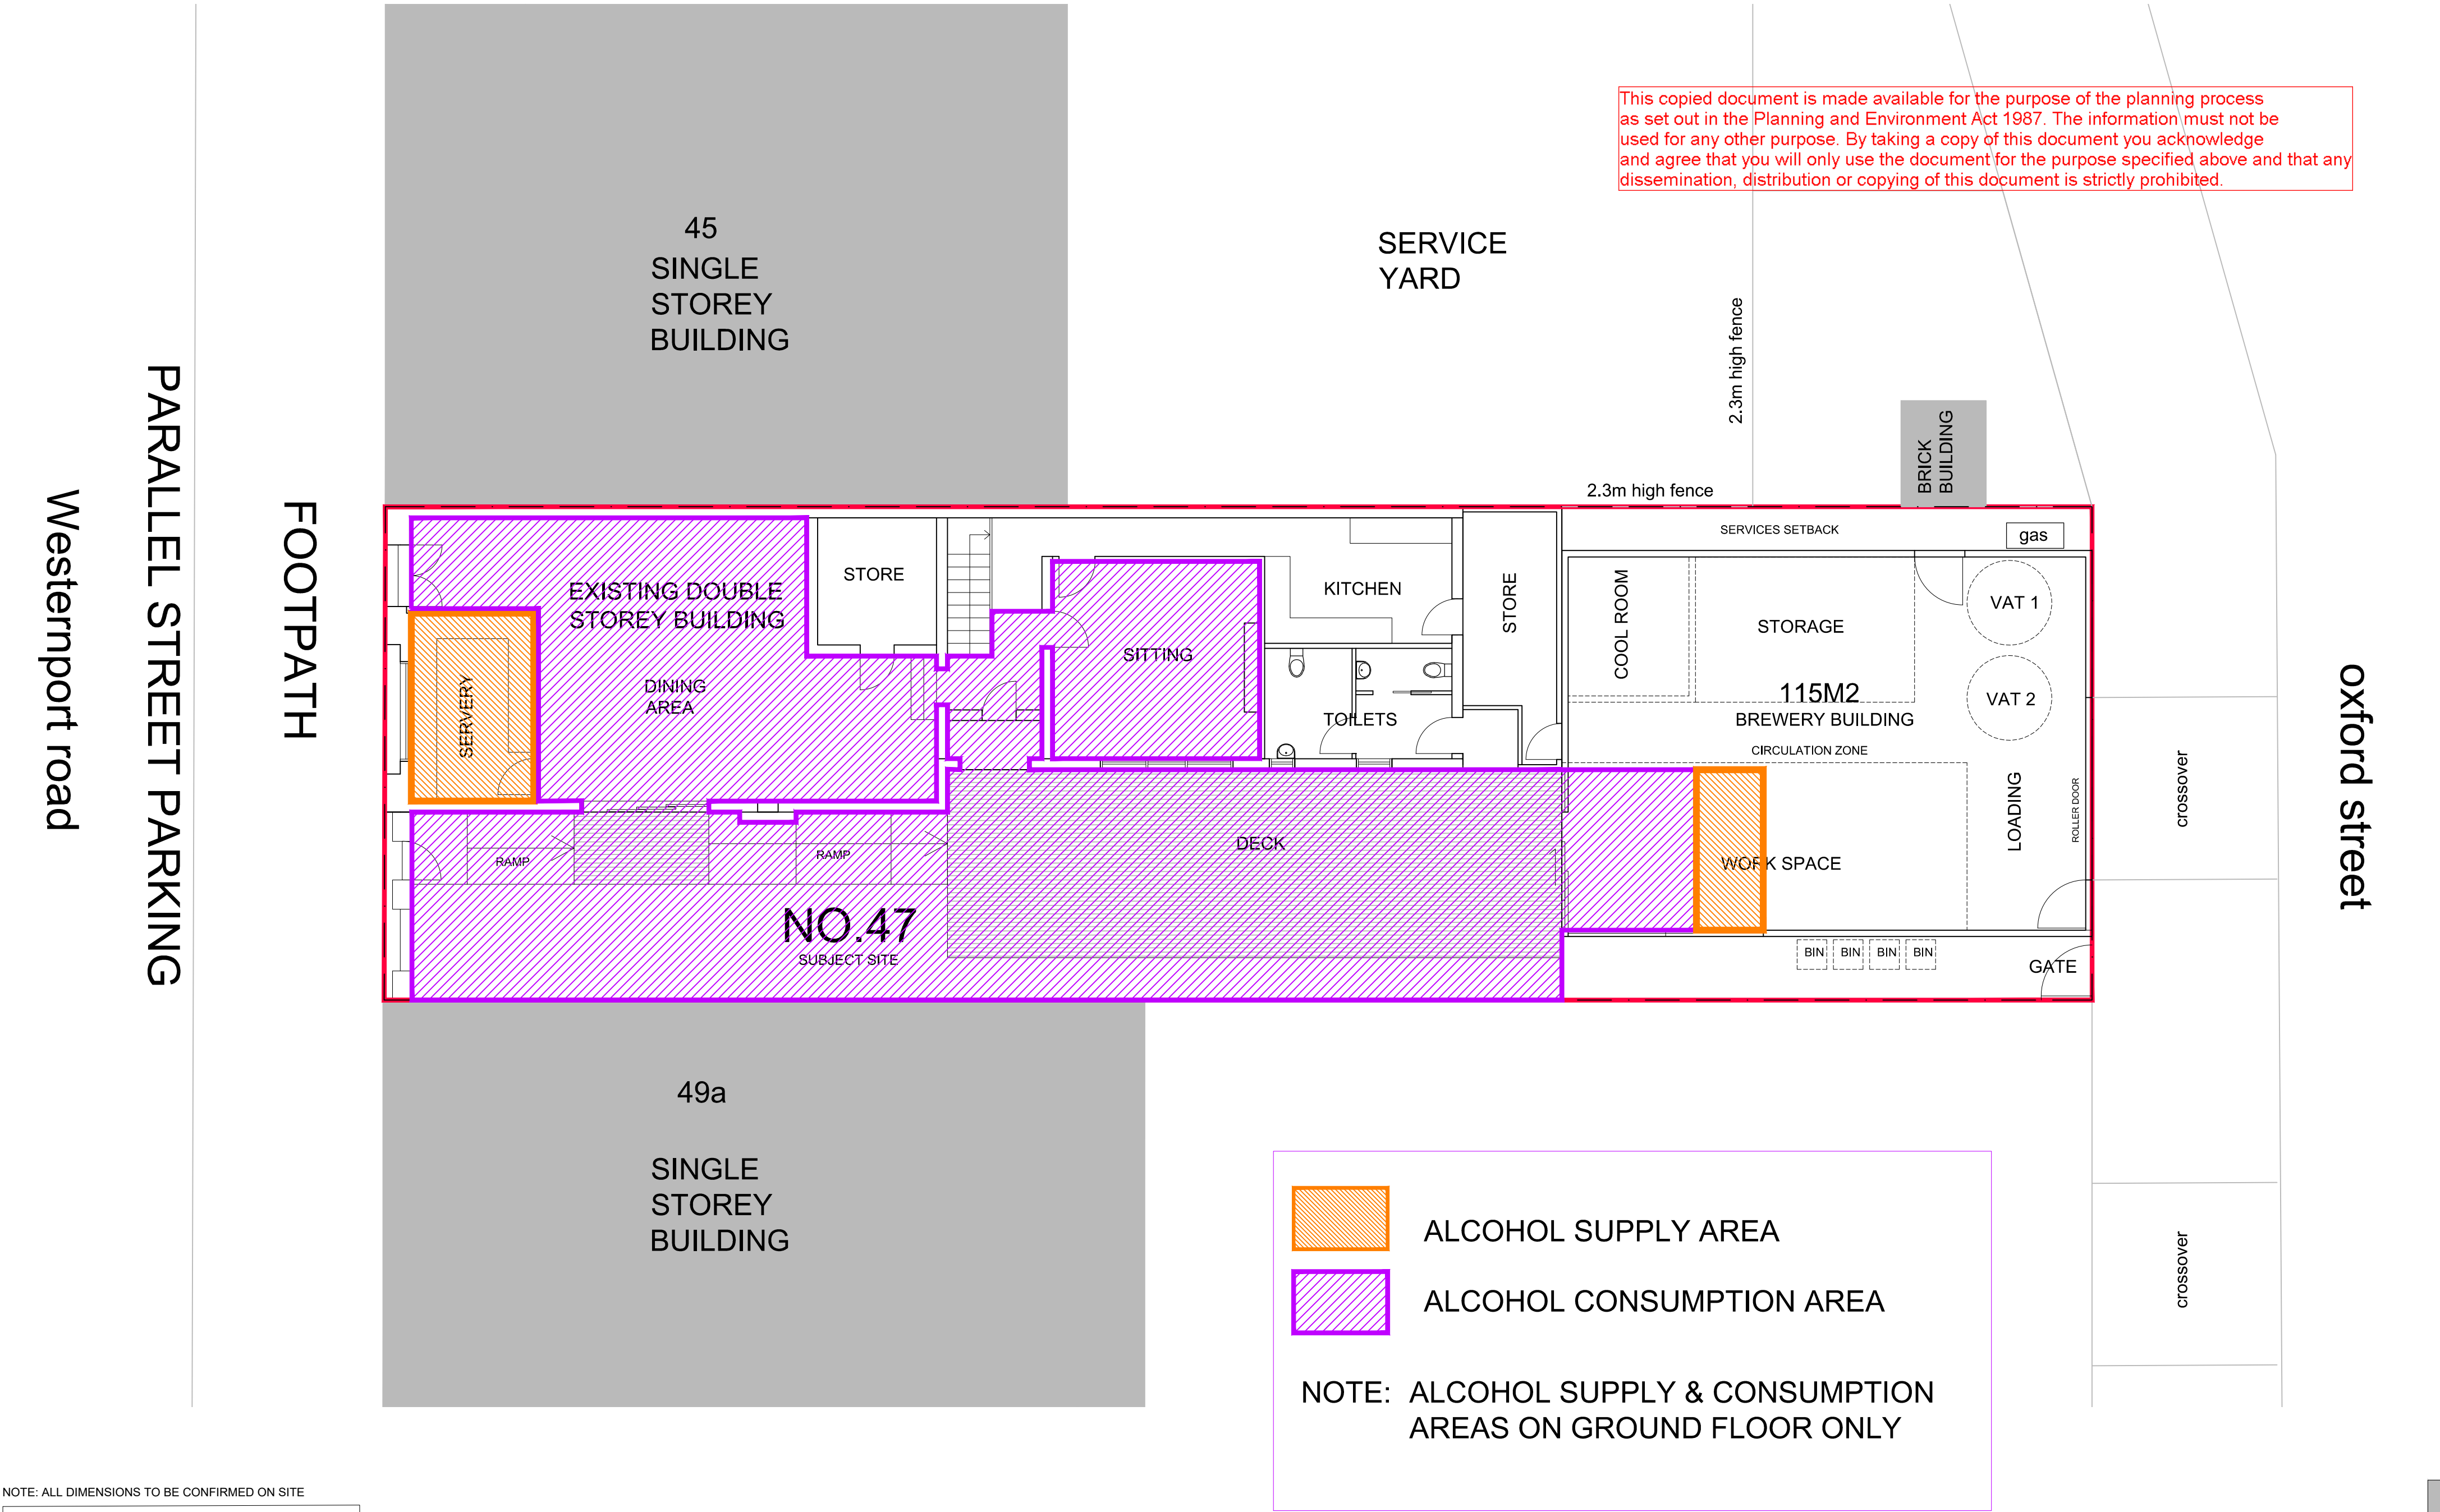 This copied document is made available for the purpose of the planning process
as set out in the Planning and Environment Act 1987. The information must not be
used for any other purpose. By taking a copy of this document you acknowledge
and agree that you will only use the document for the purpose specified above and that any
dissemination, distribution or copying of this document is strictly prohibited.
45
SINGLE
STOREY
BUILDING
SERVICE
YARD
2.3m high fence
BRICK
BUILDING
2.3m high fence
Westernport road
PARALLEL STREET PARKING
FOOTPATH
oxford street
SERVICES SETBACK
gas
EXISTING DOUBLE
STOREY BUILDING
STORE
KITCHEN
STORE
COOL ROOM
STORAGE
VAT 1
SERVERY
DINING
AREA
SITTING
TOILETS
115M2
BREWERY BUILDING
VAT 2
CIRCULATION ZONE
LOADING
ROLLER DOOR
crossover
RAMP
RAMP
DECK
WORK SPACE
NO.47
SUBJECT SITE
BIN
BIN
BIN
BIN
GATE
49a
SINGLE
STOREY
BUILDING
crossover
ALCOHOL SUPPLY AREA
ALCOHOL CONSUMPTION AREA
NOTE: ALCOHOL SUPPLY & CONSUMPTION
AREAS ON GROUND FLOOR ONLY
NOTE: ALL DIMENSIONS TO BE CONFIRMED ON SITE